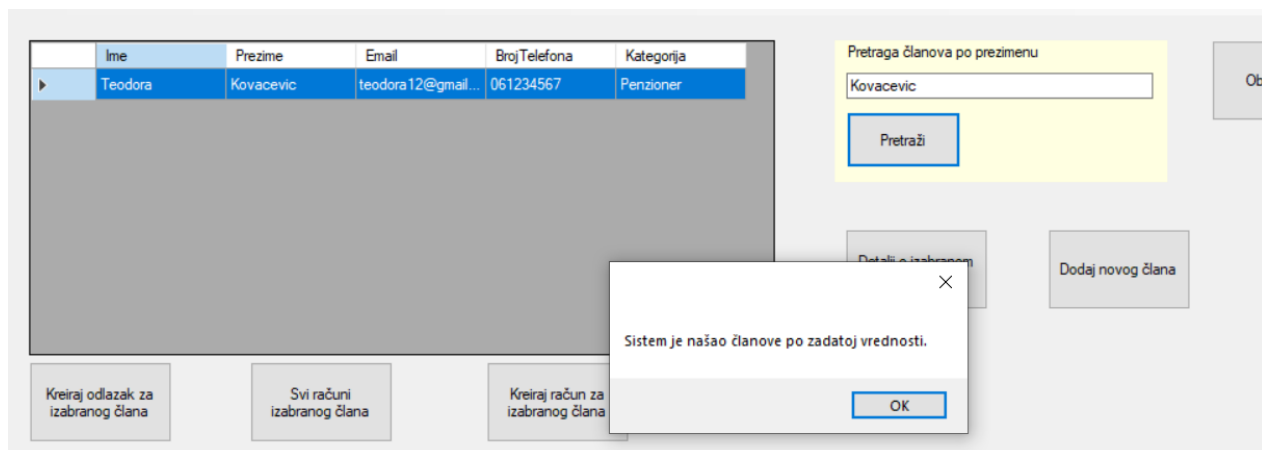 Ime Prezime Email BrojTelefona Kategorija
Teodora Kovacevic teodora12@gmail... 061234567 Penzioner
Pretraga članova po prezimenu
Kovacevic
Pretraži
Dodaj novog člana
Sistem je našao članove po zadatoj vrednosti.
OK
Kreiraj odlazak za
izabranog člana
Svi računi
izabranog člana
Kreiraj račun za
izabranog člana